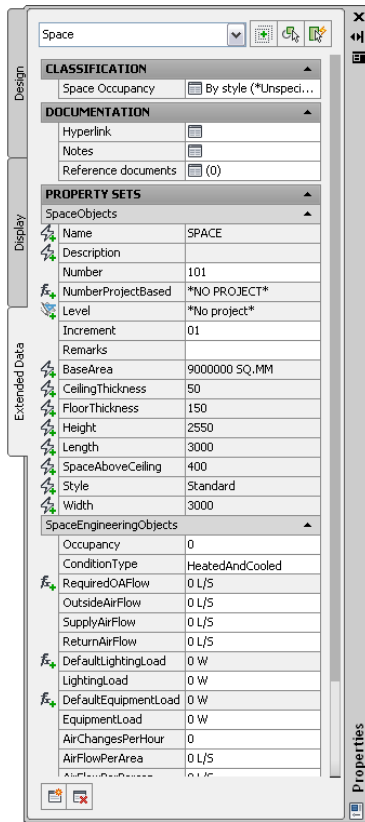 Space
CLASSIFICATION
Space Occupancy By style (*Unspeci...
DOCUMENTATION
Hyperlink
Notes
Reference documents (0)
PROPERTY SETS
SpaceObjects
Name SPACE
Description
Number 101
NumberProjectBased *NO PROJECT*
Level *No project*
Increment 01
Remarks
BaseArea 9000000 SQ.MM
CeilingThickness 50
FloorThickness 150
Height 2550
Length 3000
SpaceAboveCeiling 400
Style Standard
Width 3000
SpaceEngineeringObjects
Occupancy 0
ConditionType HeatedAndCooled
RequiredOAFlow 0 L/S
OutsideAirFlow 0 L/S
SupplyAirFlow 0 L/S
ReturnAirFlow 0 L/S
DefaultLightingLoad 0 W
LightingLoad 0 W
DefaultEquipmentLoad 0 W
EquipmentLoad 0 W
AirChangesPerHour 0
AirFlowPerArea 0 L/S
Design
Display
Extended Data
Properties